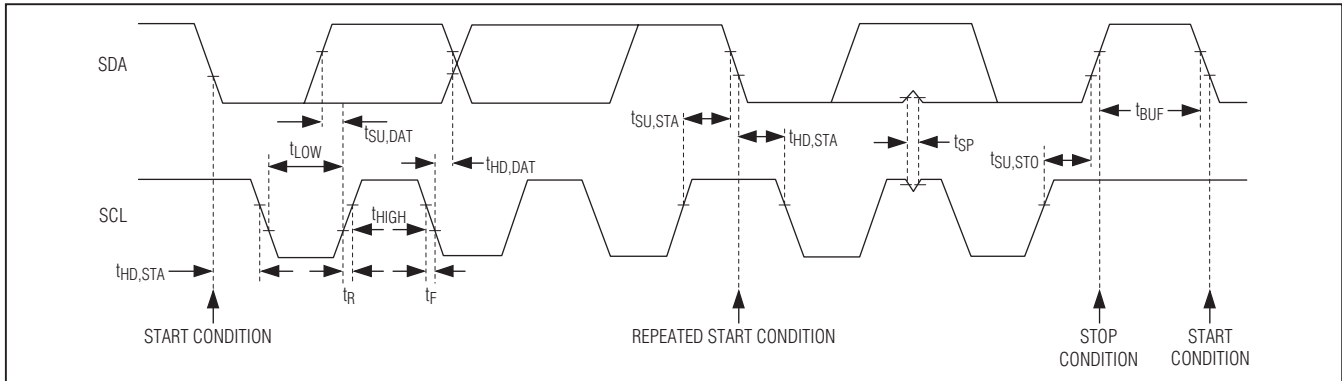 SDA
tSU,DAT
tLOW
tHD,DAT
tSU,STA
tHD,STA
tSP
tBUF
tSU,STO
SCL
tHIGH
tHD,STA
tR
tF
START CONDITION
REPEATED START CONDITION
STOP
CONDITION
START
CONDITION